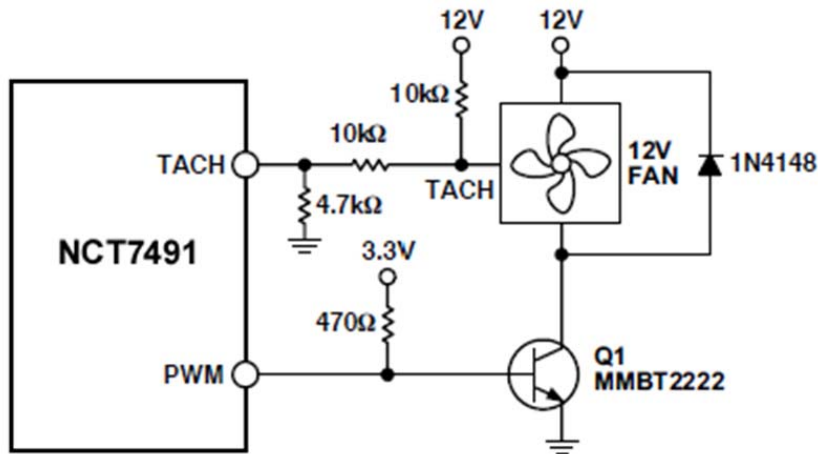 12V
12V
10kΩ
10kΩ
TACH
12V
FAN
1N4148
TACH
4.7kΩ
NCT7491
3.3V
470Ω
PWM
Q1
MMBT2222